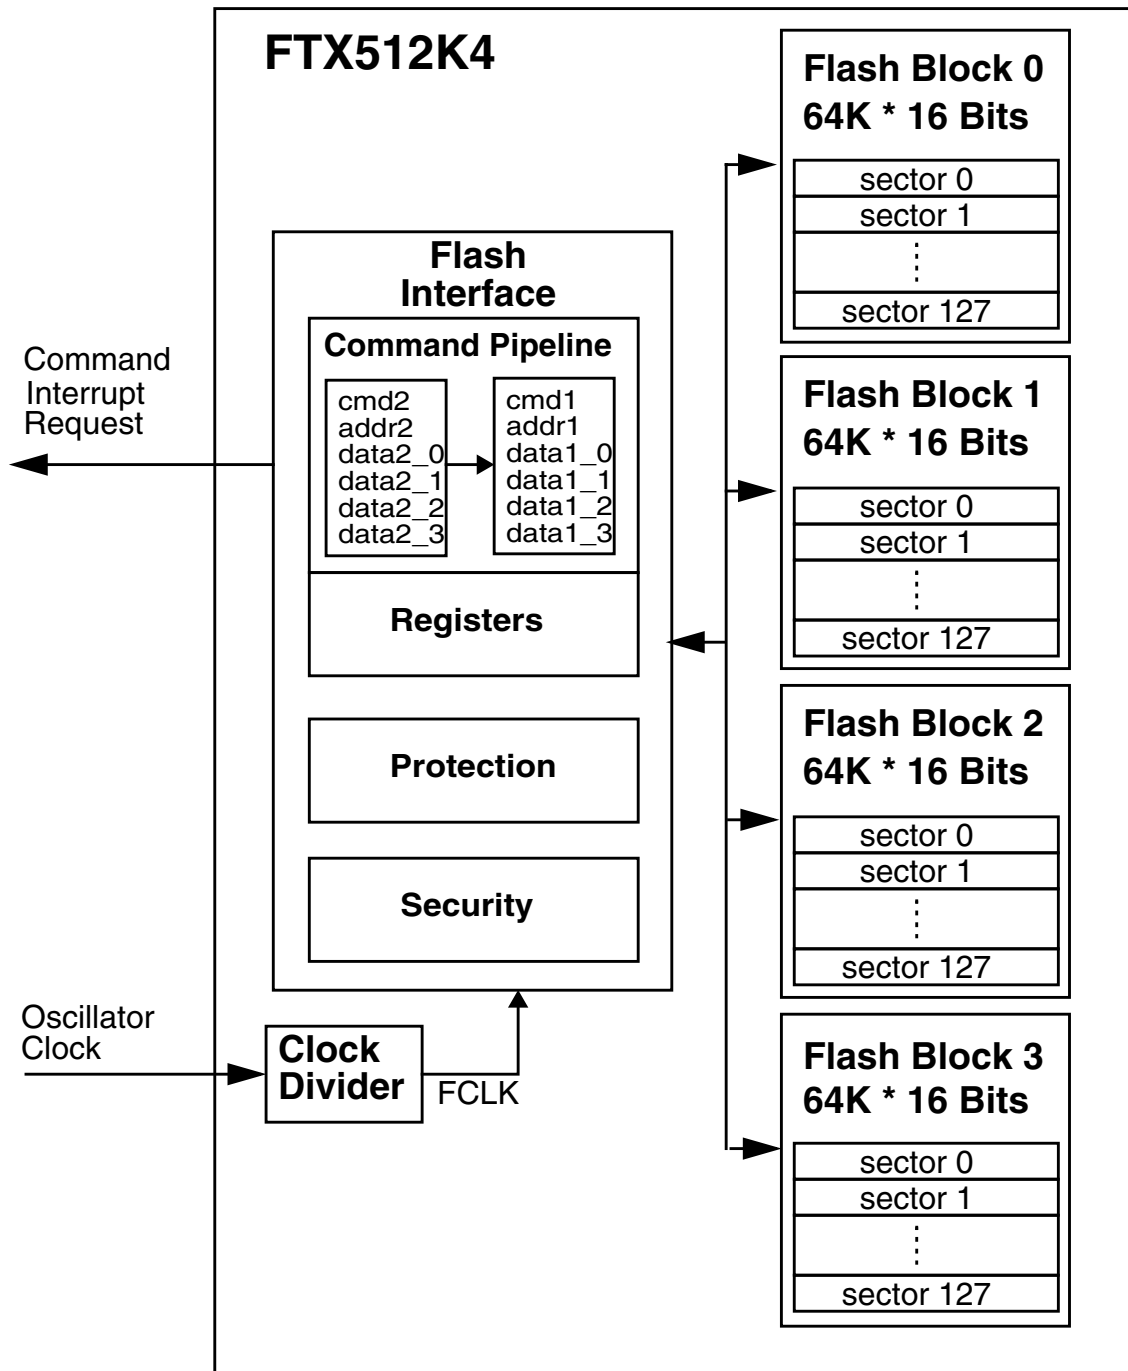 FTX512K4
Flash Block 0
64K * 16 Bits
sector 0
sector 1
sector 127
Flash
Interface
Command Pipeline
cmd2
addr2
data2_0
data2_1
data2_2
data2_3
cmd1
addr1
data1_0
data1_1
data1_2
data1_3
Registers
Protection
Security
Command
Interrupt
Request
Flash Block 1
64K * 16 Bits
sector 0
sector 1
sector 127
Flash Block 2
64K * 16 Bits
sector 0
sector 1
sector 127
Oscillator
Clock
Clock
Divider
FCLK
Flash Block 3
64K * 16 Bits
sector 0
sector 1
sector 127